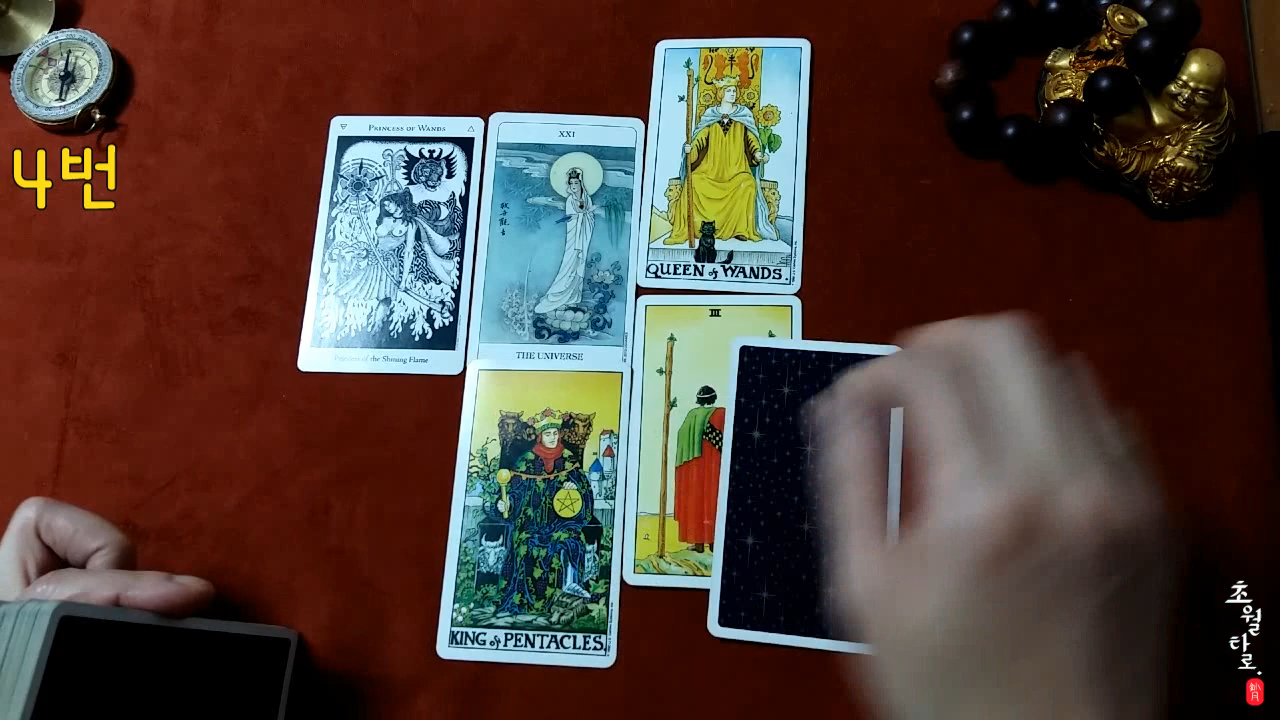 4번
PRINCESS OF WANDS
Princess of the Shining Flame
XXI
THE UNIVERSE
QUEEN of WANDS.
III
KING of PENTACLES.
초월
타로.